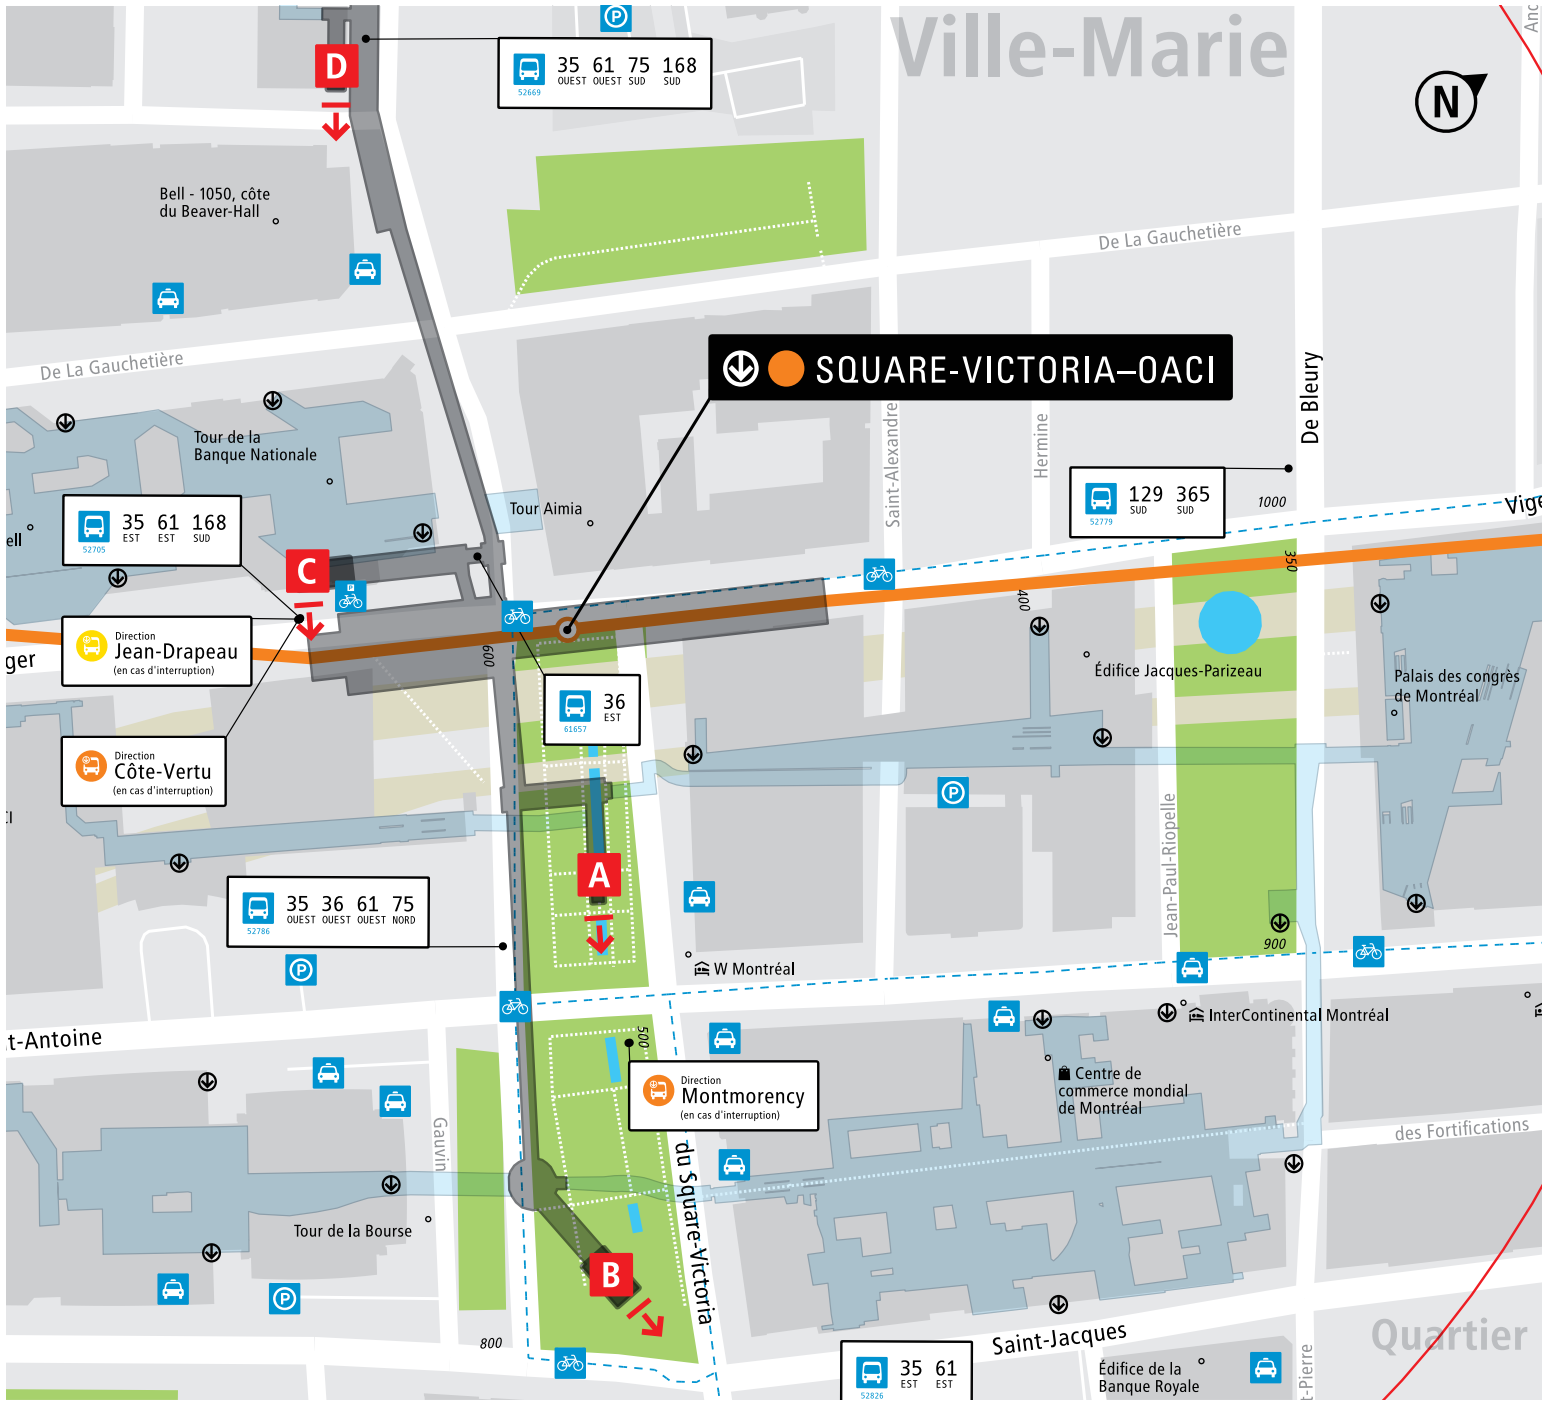 Ville-Marie
Anc
D
35 61 75 168
OUEST OUEST SUD SUD
52669
P
N
Bell - 1050, côte
du Beaver-Hall
De La Gauchetière
De La Gauchetière
SQUARE-VICTORIA–OACI
De Bleury
Saint-Alexandre
Hermine
Tour de la
Banque Nationale
Tour Aimia
129 365
SUD SUD
52779
1000
Vige
ell
35 61 168
EST EST SUD
52705
C
P
350
400
600
ger
Direction
Jean-Drapeau
(en cas d'interruption)
36
EST
61657
Édifice Jacques-Parizeau
Palais des congrès
de Montréal
Direction
Côte-Vertu
(en cas d'interruption)
CI
P
Jean-Paul-Riopelle
A
35 36 61 75
OUEST OUEST OUEST NORD
52786
900
P
W Montréal
InterContinental Montréal
t-Antoine
500
Direction
Montmorency
(en cas d'interruption)
Centre de
commerce mondial
de Montréal
des Fortifications
Gauvin
du Square-Victoria
Tour de la Bourse
B
P
800
Saint-Jacques
Quartier
35 61
EST EST
52826
Édifice de la
Banque Royale
t-Pierre